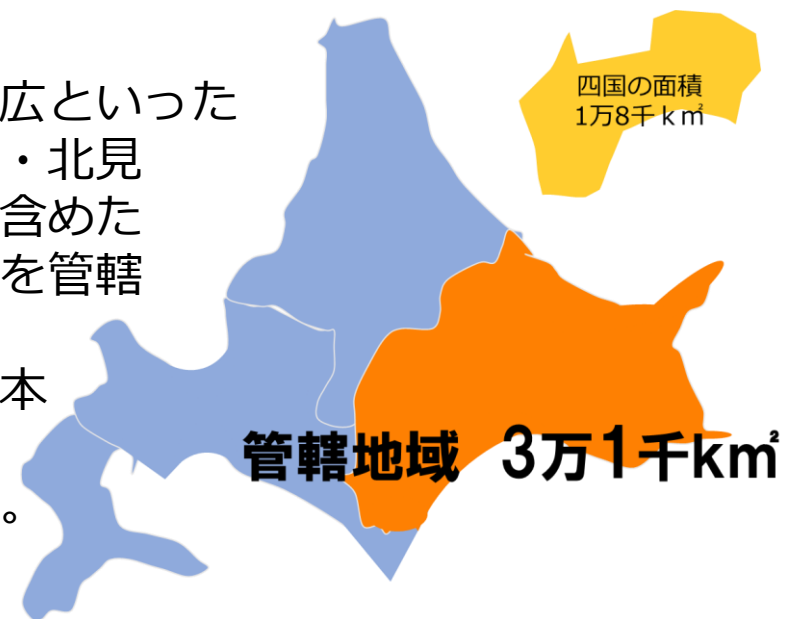 広といった
・北見
含めた
を管轄
本
。
四国の面積
1万8千k㎡
管轄地域 3万1千k㎡